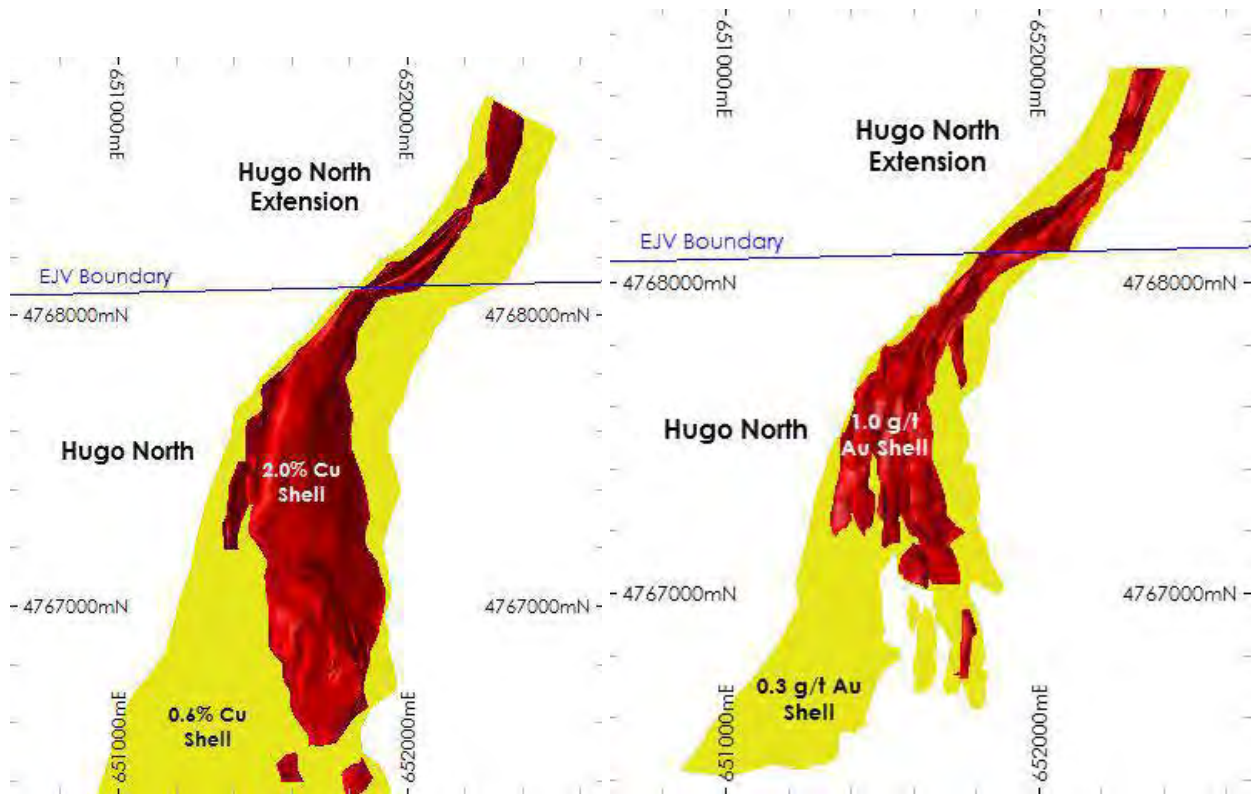 651000mE
652000mE
Hugo North
Extension
EJV Boundary
4768000mN
4768000mN
Hugo North
2.0% Cu
Shell
4767000mN
4767000mN
0.6% Cu
Shell
651000mE
652000mE
651000mE
652000mE
Hugo North
Extension
EJV Boundary
4768000mN
4768000mN
Hugo North
1.0 g/t
Au Shell
4767000mN
4767000mN
0.3 g/t Au
Shell
651000mE
652000mE